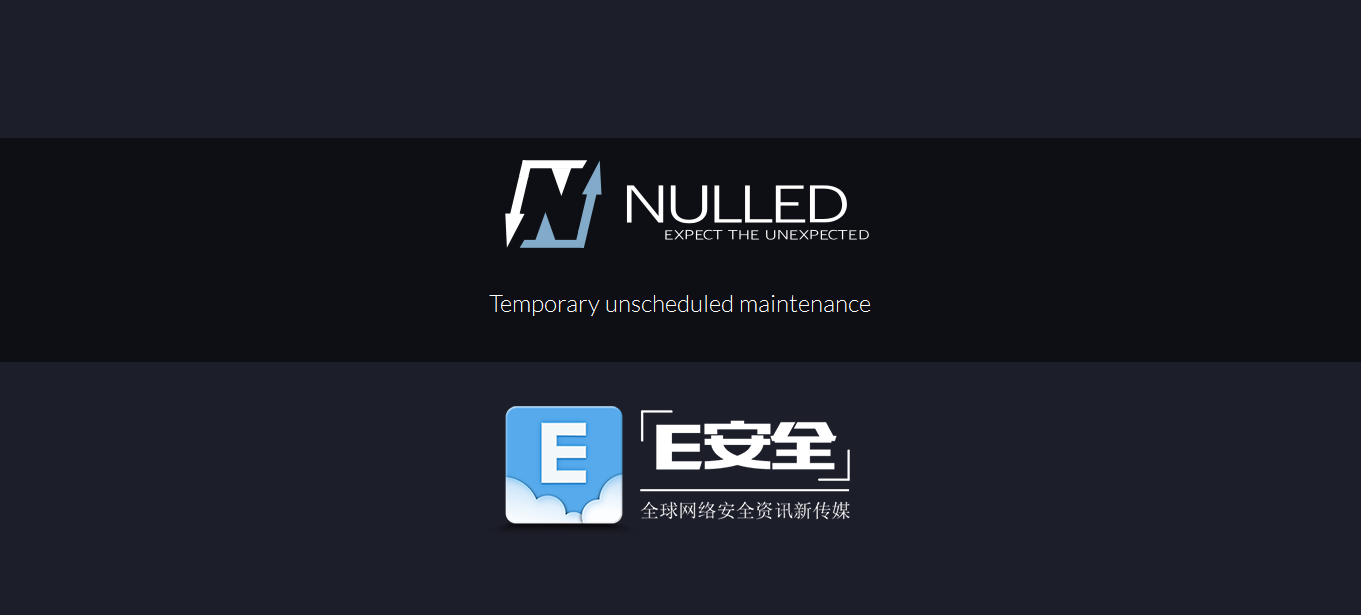 NULLED
EXPECT THE UNEXPECTED
Temporary unscheduled maintenance
E
E安全
全球网络安全资讯新传媒